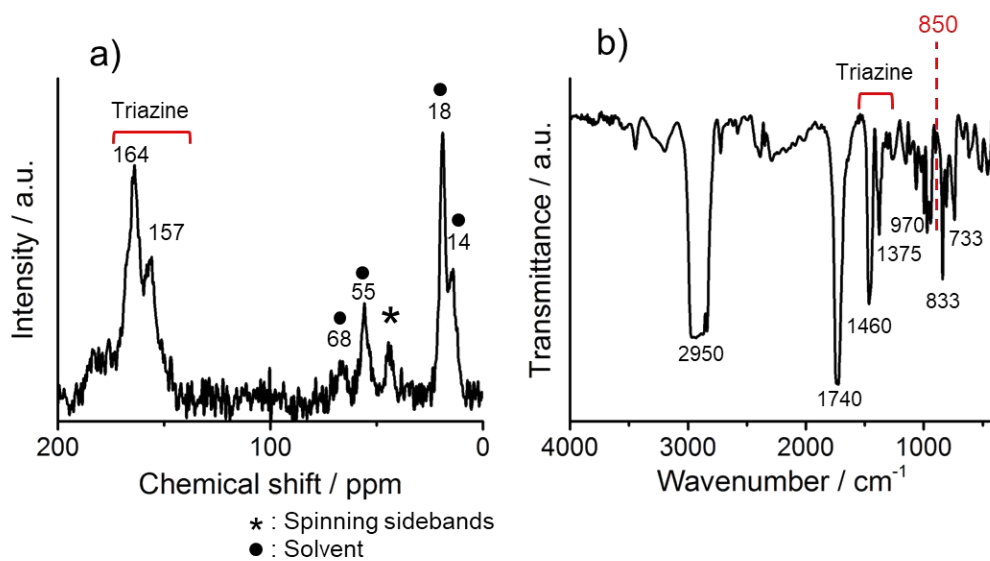 a)
Triazine
164
157
18
14
55
68
*
Intensity / a.u.
200
100
0
Chemical shift / ppm
* : Spinning sidebands
● : Solvent
b)
850
Triazine
970
1375
733
833
1460
2950
1740
Transmittance / a.u.
4000
3000
2000
1000
Wavenumber / cm⁻¹